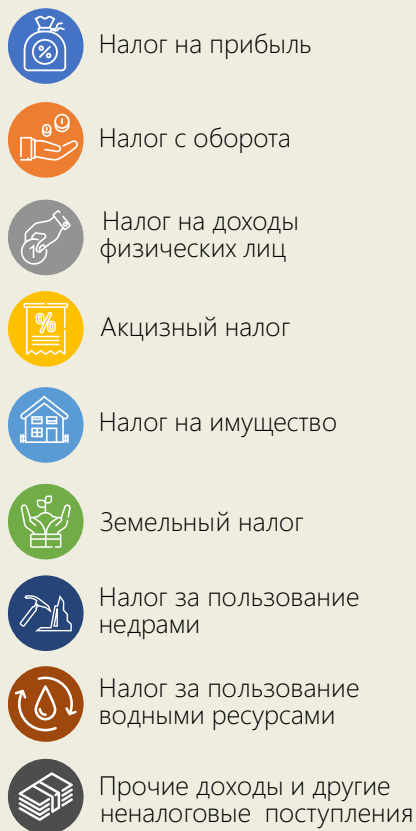 Налог на прибыль
Налог с оборота
Налог на доходы
физических лиц
Акцизный налог
Налог на имущество
Земельный налог
Налог за пользование
недрами
Налог за пользование
водными ресурсами
Прочие доходы и другие
неналоговые поступления